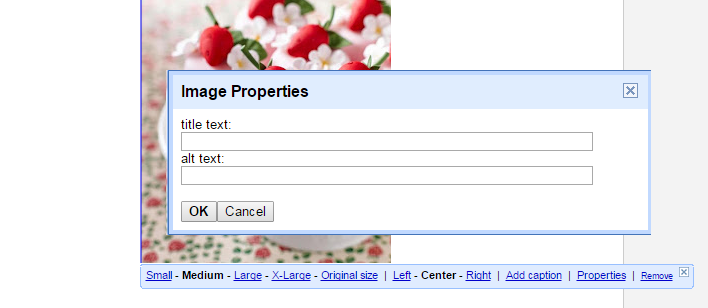 Image Properties
title text:
alt text:
OK Cancel
Small - Medium - Large - X-Large - Original size | Left - Center - Right | Add caption | Properties | Remove